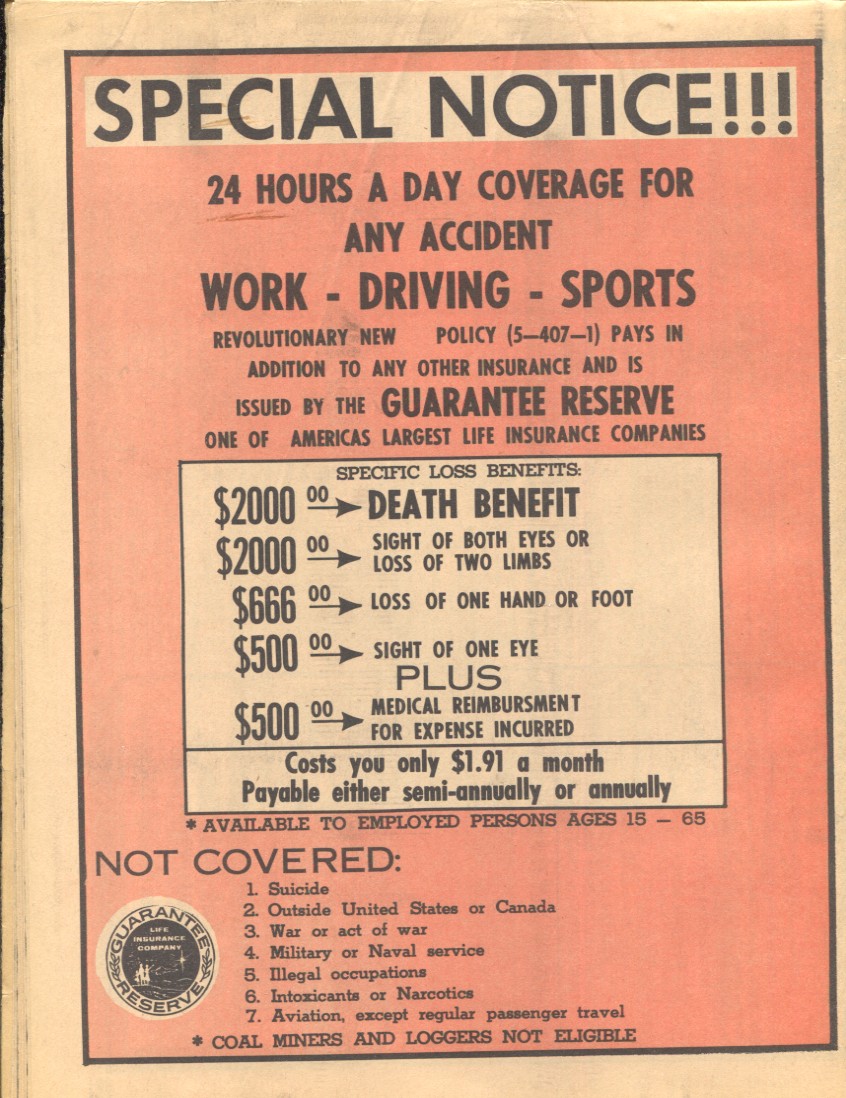 SPECIAL NOTICE!!!
24 HOURS A DAY COVERAGE FOR
ANY ACCIDENT
WORK - DRIVING - SPORTS
REVOLUTIONARY NEW POLICY (5-407-1) PAYS IN
ADDITION TO ANY OTHER INSURANCE AND IS
ISSUED BY THE GUARANTEE RESERVE
ONE OF AMERICAS LARGEST LIFE INSURANCE COMPANIES
SPECIFIC LOSS BENEFITS:
$2000 00 → DEATH BENEFIT
$2000 00 → SIGHT OF BOTH EYES OR
LOSS OF TWO LIMBS
$666 00 → LOSS OF ONE HAND OR FOOT
$500 00 → SIGHT OF ONE EYE
PLUS
$500 00 → MEDICAL REIMBURSMENT
FOR EXPENSE INCURRED
Costs you only $1.91 a month
Payable either semi-annually or annually
* AVAILABLE TO EMPLOYED PERSONS AGES 15 — 65
NOT COVERED:
1. Suicide
2. Outside United States or Canada
3. War or act of war
4. Military or Naval service
5. Illegal occupations
6. Intoxicants or Narcotics
7. Aviation, except regular passenger travel
GUARANTEE
LIFE
INSURANCE
COMPANY
RESERVE
* COAL MINERS AND LOGGERS NOT ELIGIBLE